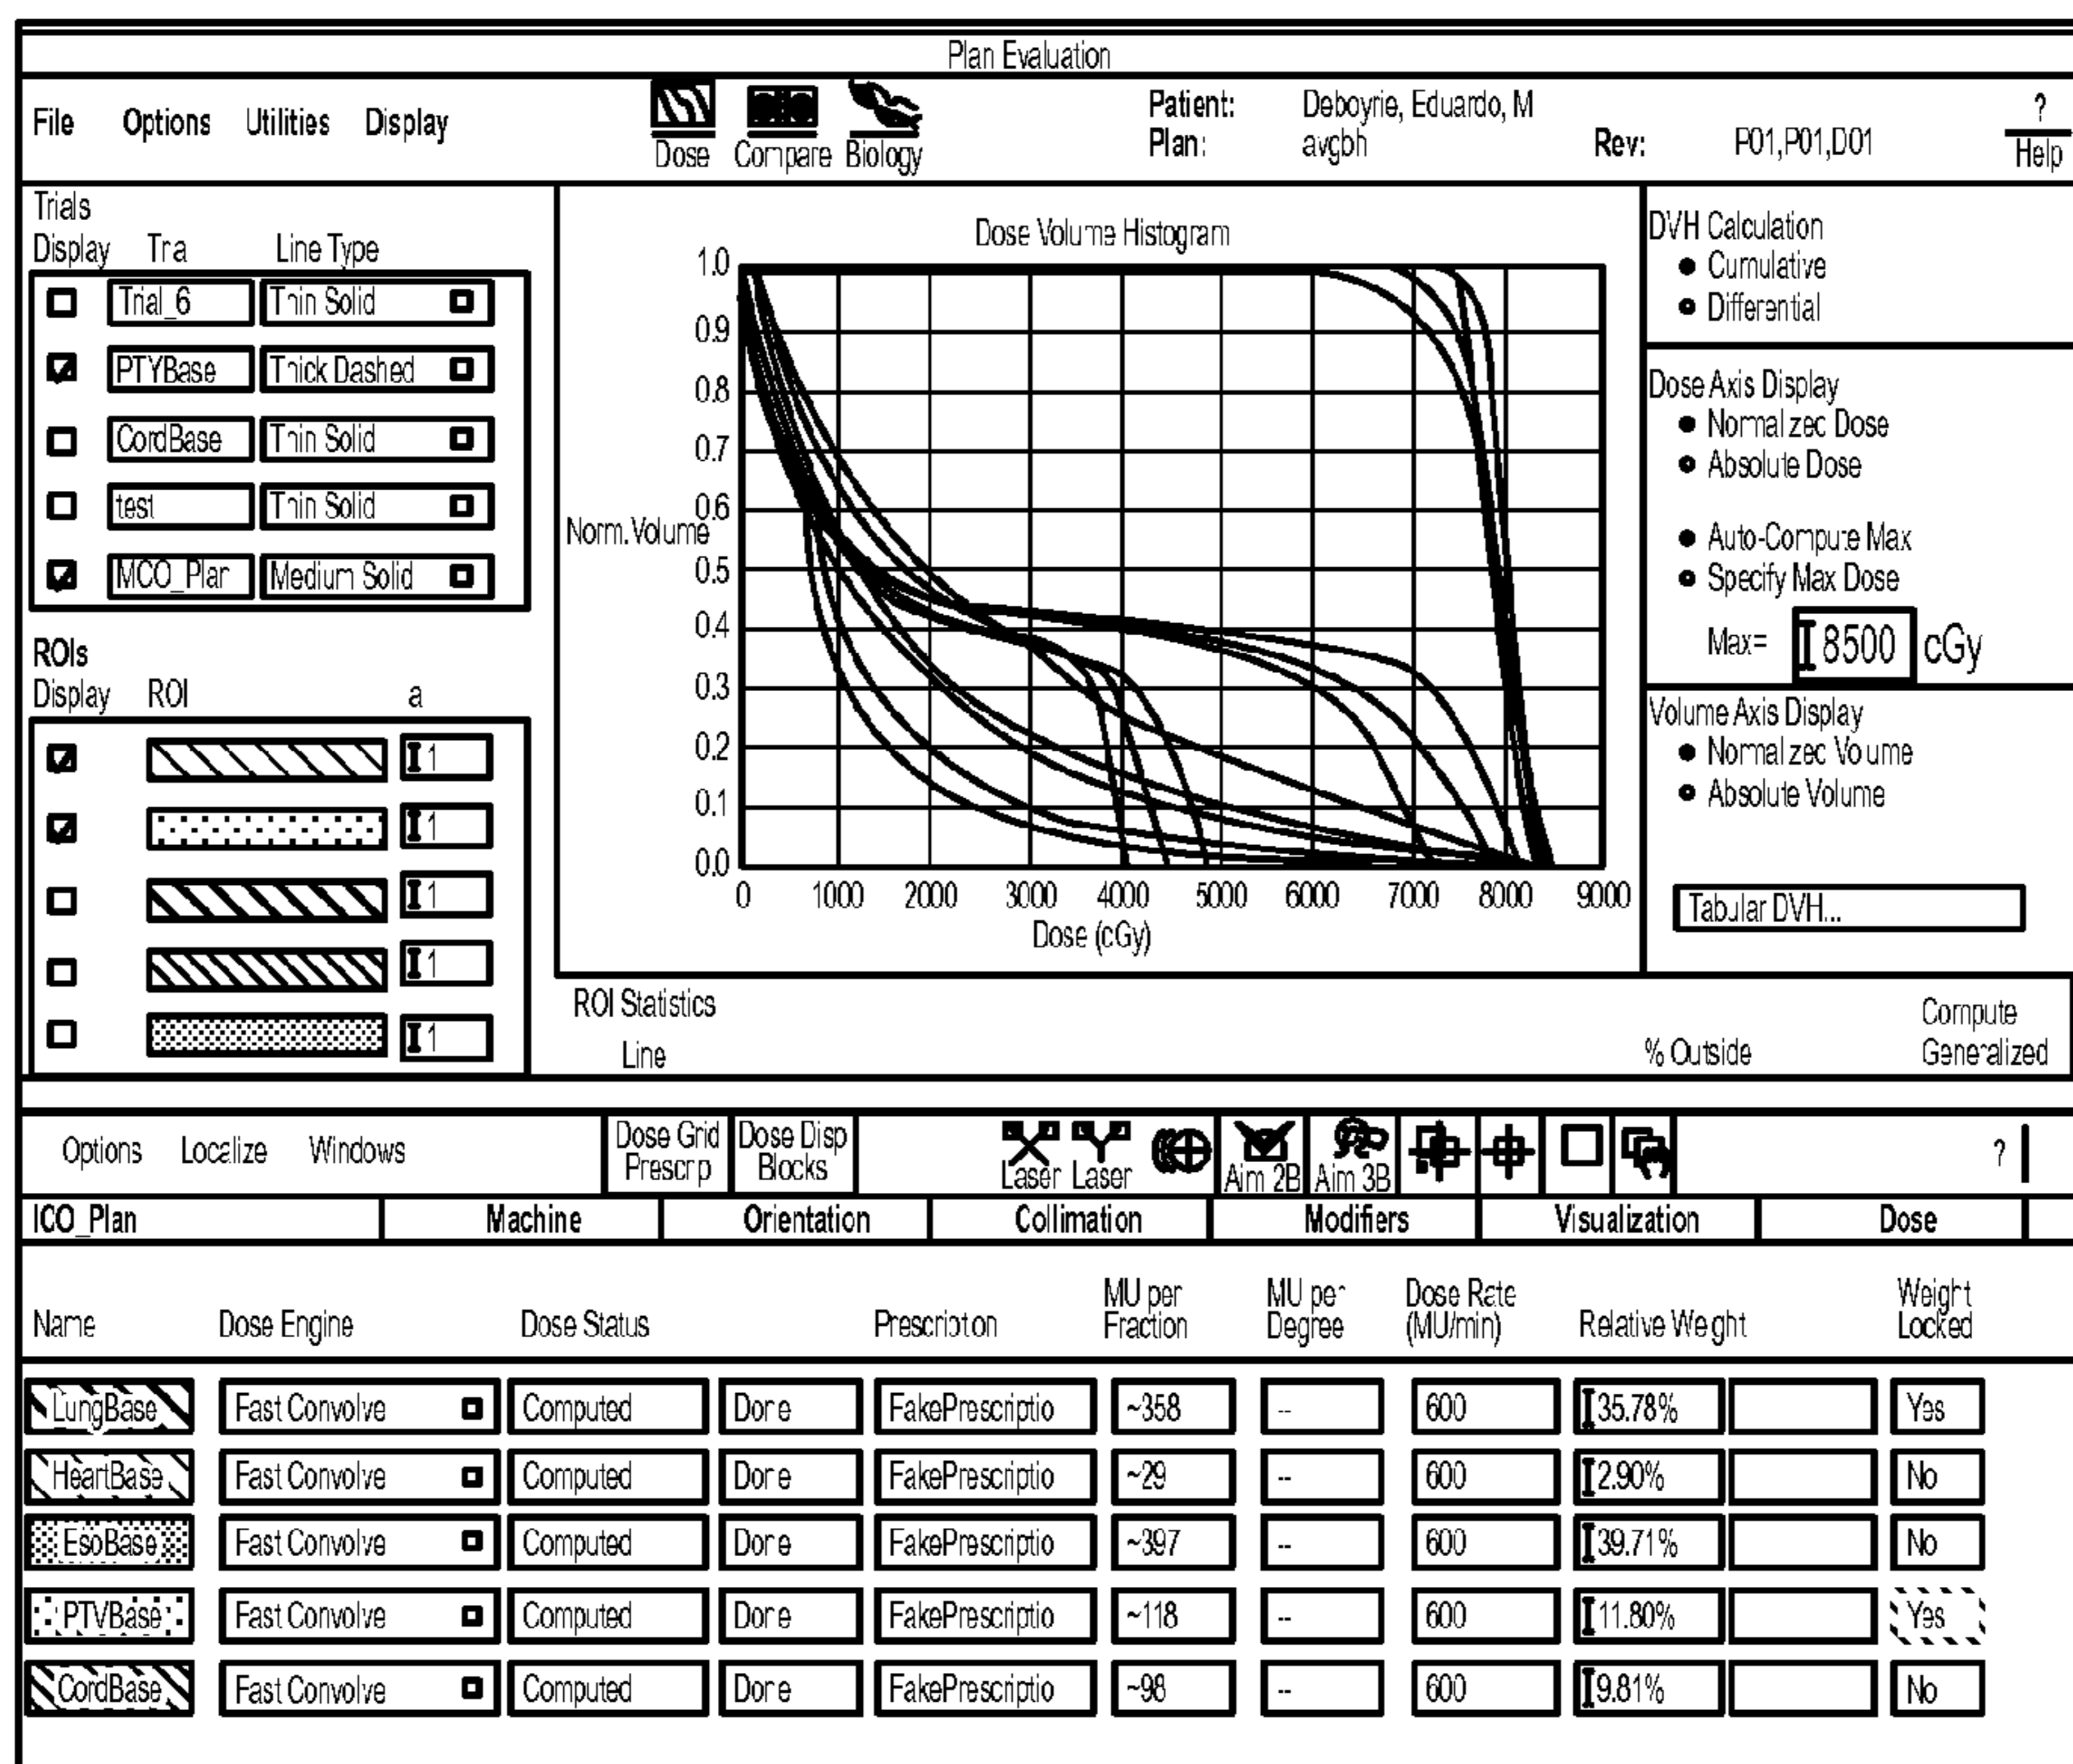 Plan Evaluation
File Options Utilities Display
Dose Compare Biology
Patient: Deboyrie, Eduardo, M
Plan: avgbh
Rev: P01,P01,D01
?
Help
Trials
Display Tria Line Type
Trial_6 Thin Solid
PTYBase Thick Dashed
CordBase Thin Solid
test Thin Solid
MCO_Plan Medium Solid
ROIs
Display ROI a
1
1
1
1
1
Dose Volume Histogram
1.0
0.9
0.8
0.7
0.6
Norm.Volume
0.5
0.4
0.3
0.2
0.1
0.0
0 1000 2000 3000 4000 5000 6000 7000 8000 9000
Dose (cGy)
DVH Calculation
Cumulative
Differential
Dose Axis Display
Normalized Dose
Absolute Dose
Auto-Compute Max
Specify Max Dose
Max= 8500 cGy
Volume Axis Display
Normalized Volume
Absolute Volume
Tabular DVH...
ROI Statistics
Line
% Outside
Compute
Generalized
Options Localize Windows
Dose Grid
Prescrip
Dose Disp
Blocks
Laser Laser
Aim 2B Aim 3B
?
ICO_Plan Machine Orientation Collimation Modifiers Visualization Dose
Name Dose Engine Dose Status Prescription MU per Fraction MU per Degree Dose Rate (MU/min) Relative Weight Weight Locked
LungBase Fast Convolve Computed Done FakePrescriptio ~358 -- 600 35.78% Yes
HeartBase Fast Convolve Computed Done FakePrescriptio ~29 -- 600 2.90% No
EsoBase Fast Convolve Computed Done FakePrescriptio ~397 -- 600 39.71% No
PTVBase Fast Convolve Computed Done FakePrescriptio ~118 -- 600 11.80% Yes
CordBase Fast Convolve Computed Done FakePrescriptio ~98 -- 600 9.81% No